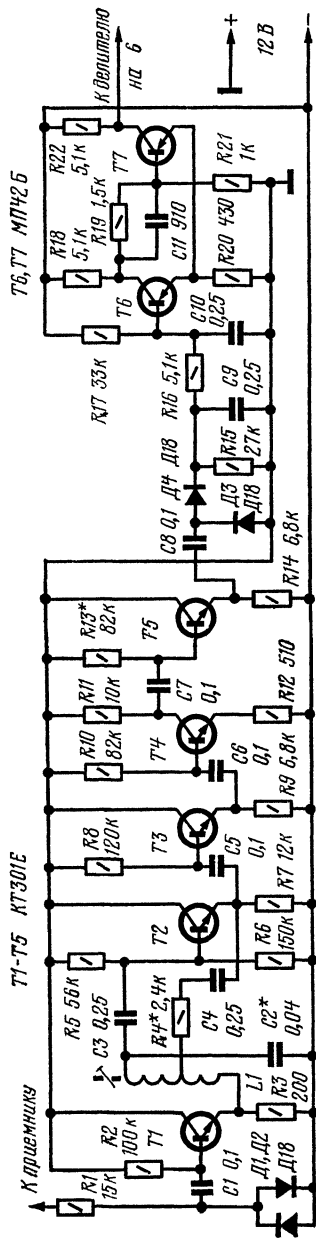 К приемнику
R1
15к
R2
100к
T1
C1 0,1
Д1,Д2
Д18
R3
200
L1
C2*
0,04
C3 0,25
R4* 2,4к
C4
0,25
R5 56к
T1-T5 КТ301Е
T2
R6
150к
R7 12к
R8
120к
T3
C5
0,1
R9 6,8к
R10
82к
R11
10к
T4
C6
0,1
R12 510
C7
0,1
R13*
82к
T5
R14 6,8к
C8 0,1
Д4 Д18
Д3
Д18
R15
27к
C9
0,25
R16 5,1к
R17 33к
C10
0,25
T6,T7 МП42Б
R18
5,1к
T6
R19 1,5к
C11 910
R20 430
R22
5,1к
T7
R21
1к
К делителю
на 6
+
12 В
−